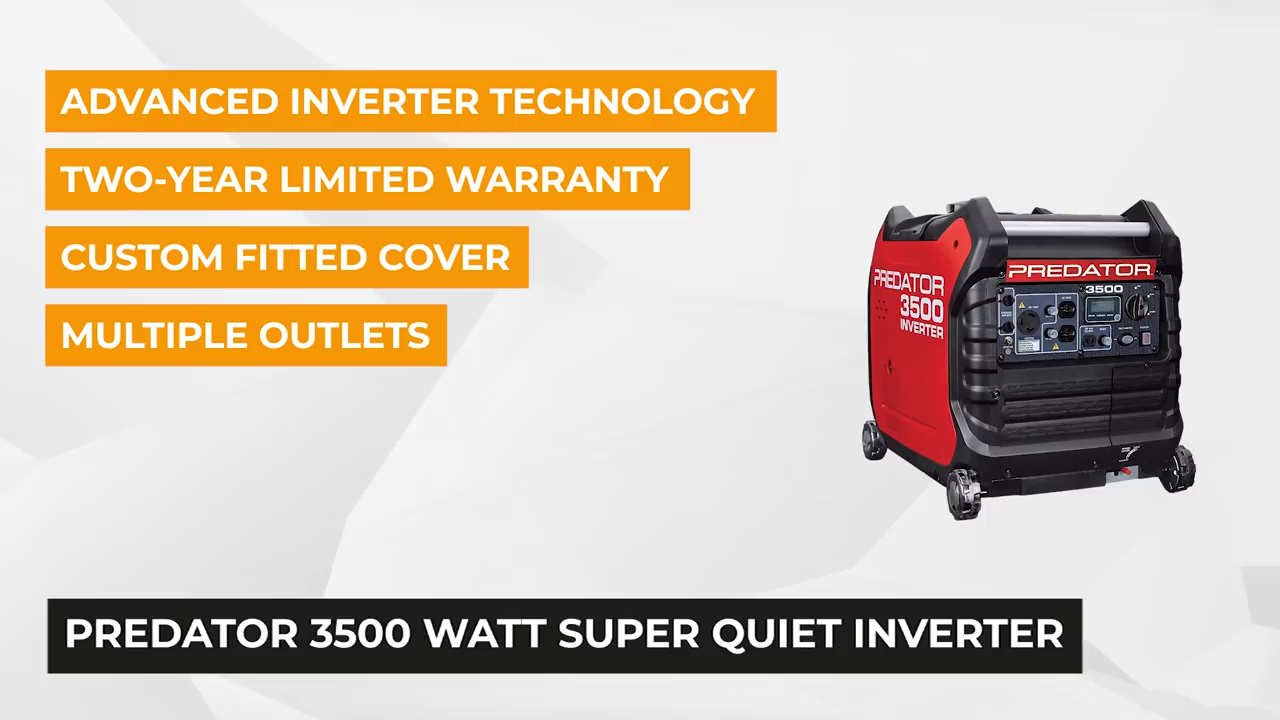 ADVANCED INVERTER TECHNOLOGY
TWO-YEAR LIMITED WARRANTY
CUSTOM FITTED COVER
MULTIPLE OUTLETS
PREDATOR
3500
INVERTER
PREDATOR
3500
PREDATOR 3500 WATT SUPER QUIET INVERTER